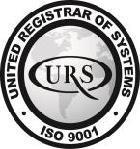 UNITED REGISTRAR OF SYSTEMS
URS
· ISO 9001 ·